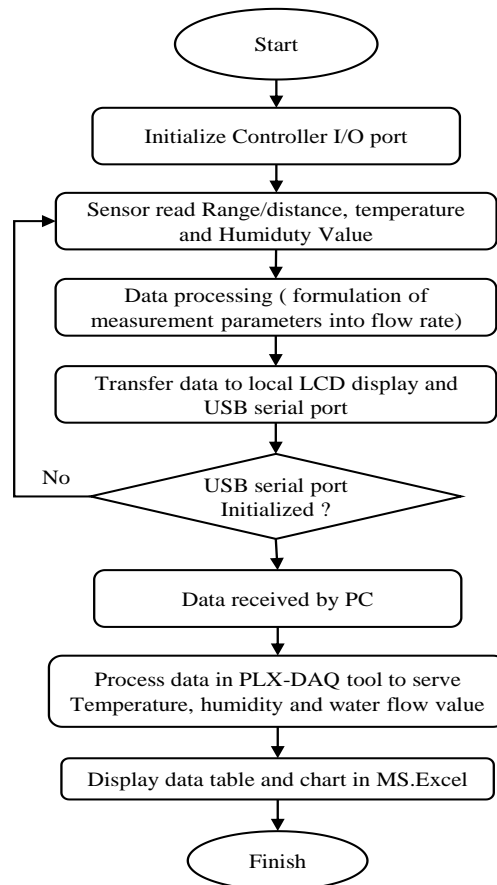 Start
Initialize Controller I/O port
Sensor read Range/distance, temperature
and Humiduty Value
Data processing ( formulation of
measurement parameters into flow rate)
Transfer data to local LCD display and
USB serial port
No
USB serial port
Initialized ?
Data received by PC
Process data in PLX-DAQ tool to serve
Temperature, humidity and water flow value
Display data table and chart in MS.Excel
Finish